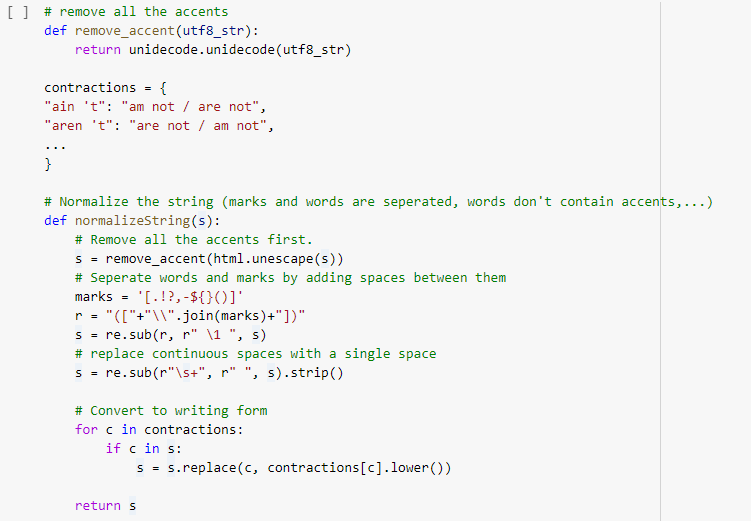 [ ] # remove all the accents
def remove_accent(utf8_str):
    return unidecode.unidecode(utf8_str)

contractions = {
"ain 't": "am not / are not",
"aren 't": "are not / am not",
...
}

# Normalize the string (marks and words are seperated, words don't contain accents,...)
def normalizeString(s):
    # Remove all the accents first.
    s = remove_accent(html.unescape(s))
    # Seperate words and marks by adding spaces between them
    marks = '[.!?,-${}()]'
    r = "(["+"\\".join(marks)+"])"
    s = re.sub(r, r" \1 ", s)
    # replace continuous spaces with a single space
    s = re.sub(r"\s+", r" ", s).strip()

    # Convert to writing form
    for c in contractions:
        if c in s:
            s = s.replace(c, contractions[c].lower())

    return s